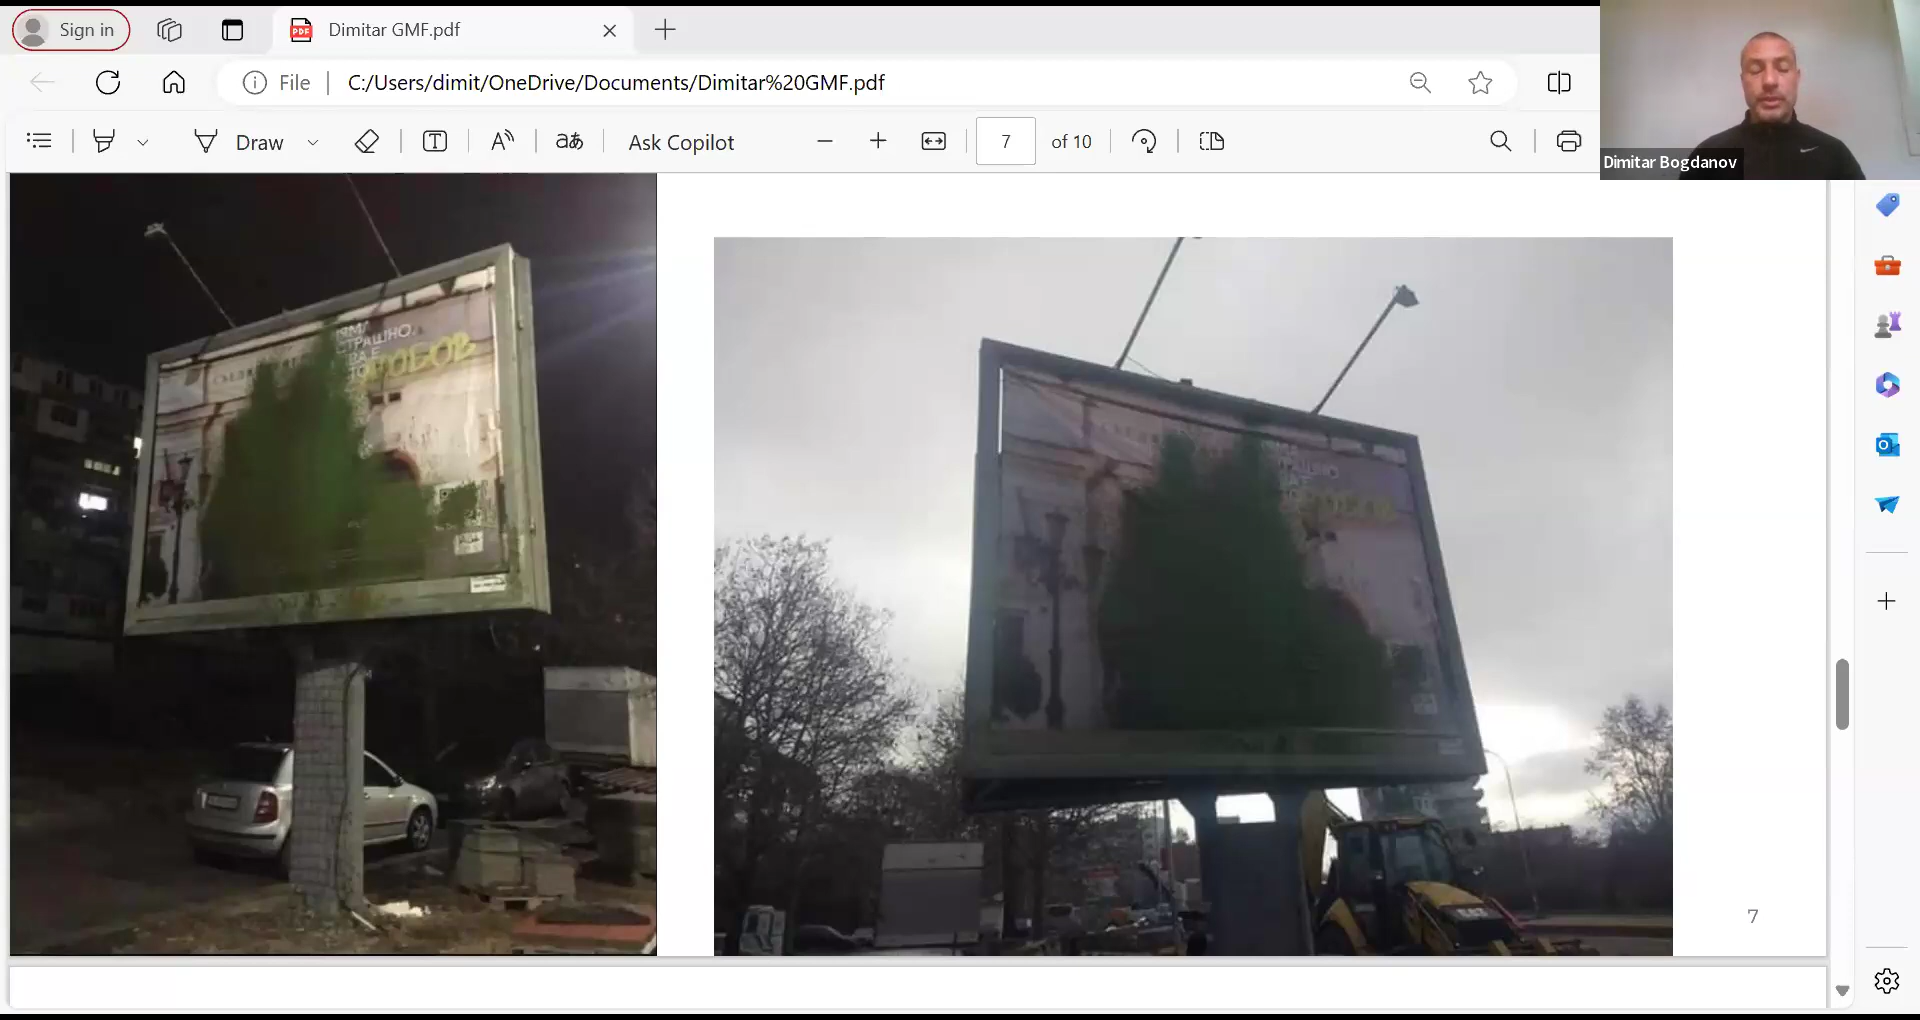 Sign in
Dimitar GMF.pdf
File
C:/Users/dimit/OneDrive/Documents/Dimitar%20GMF.pdf
Draw
Ask Copilot
7
of 10
Dimitar Bogdanov
СТРАШНО.
7